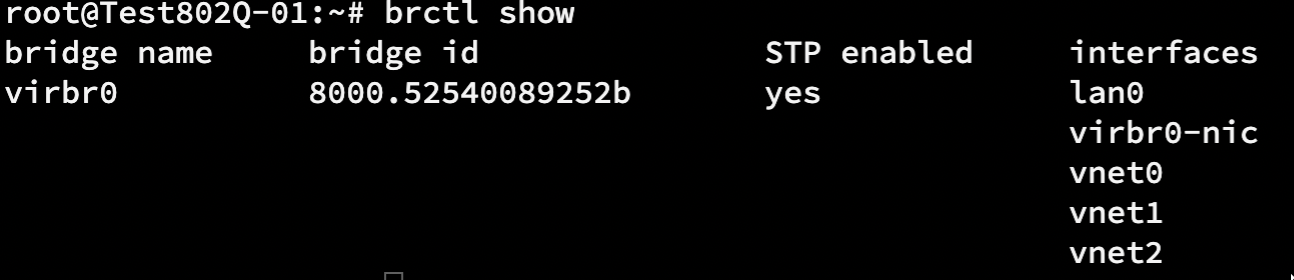 root@Test802Q-01:~# brctl show
bridge name bridge id STP enabled interfaces
virbr0 8000.52540089252b yes lan0
virbr0-nic
vnet0
vnet1
vnet2